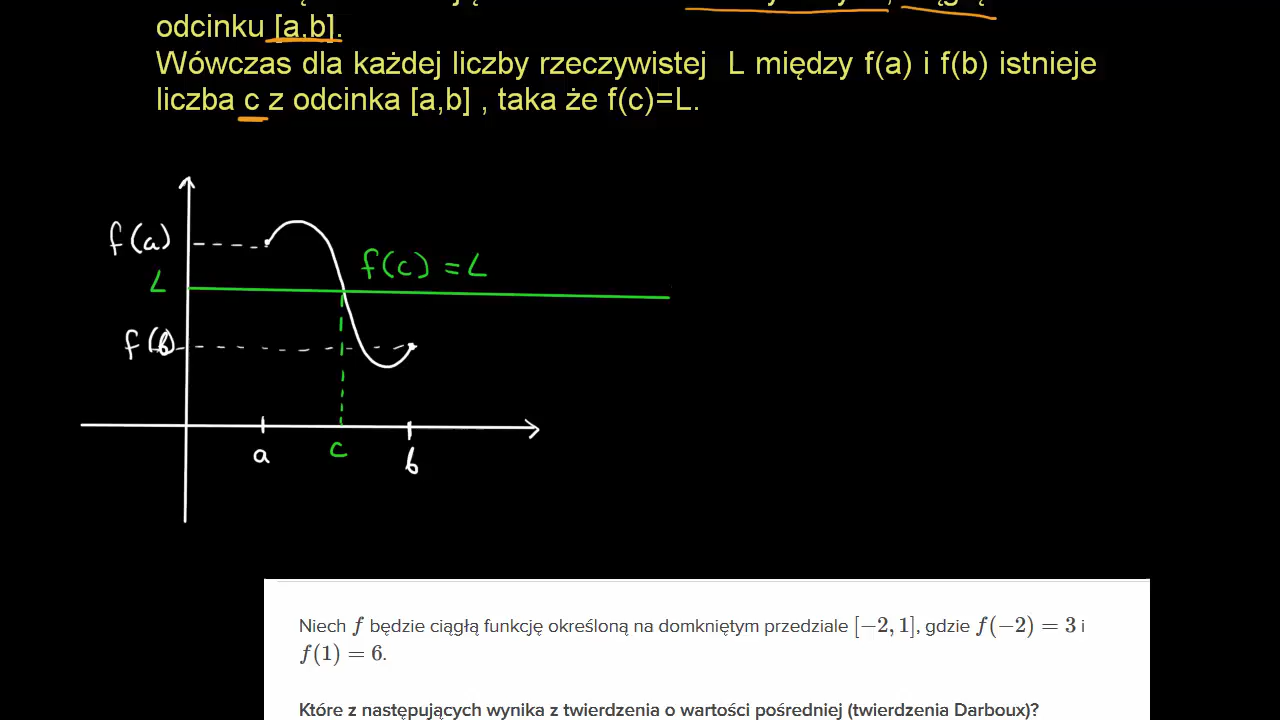 odcinku [a,b].
Wówczas dla każdej liczby rzeczywistej L między f(a) i f(b) istnieje
liczba c z odcinka [a,b] , taka że f(c)=L.
f(a)
f(c) = L
L
f(b)
a
c
b
Niech f będzie ciągłą funkcję określoną na domkniętym przedziale [−2, 1], gdzie f(−2) = 3 i
f(1) = 6.
Które z następujących wynika z twierdzenia o wartości pośredniej (twierdzenia Darboux)?